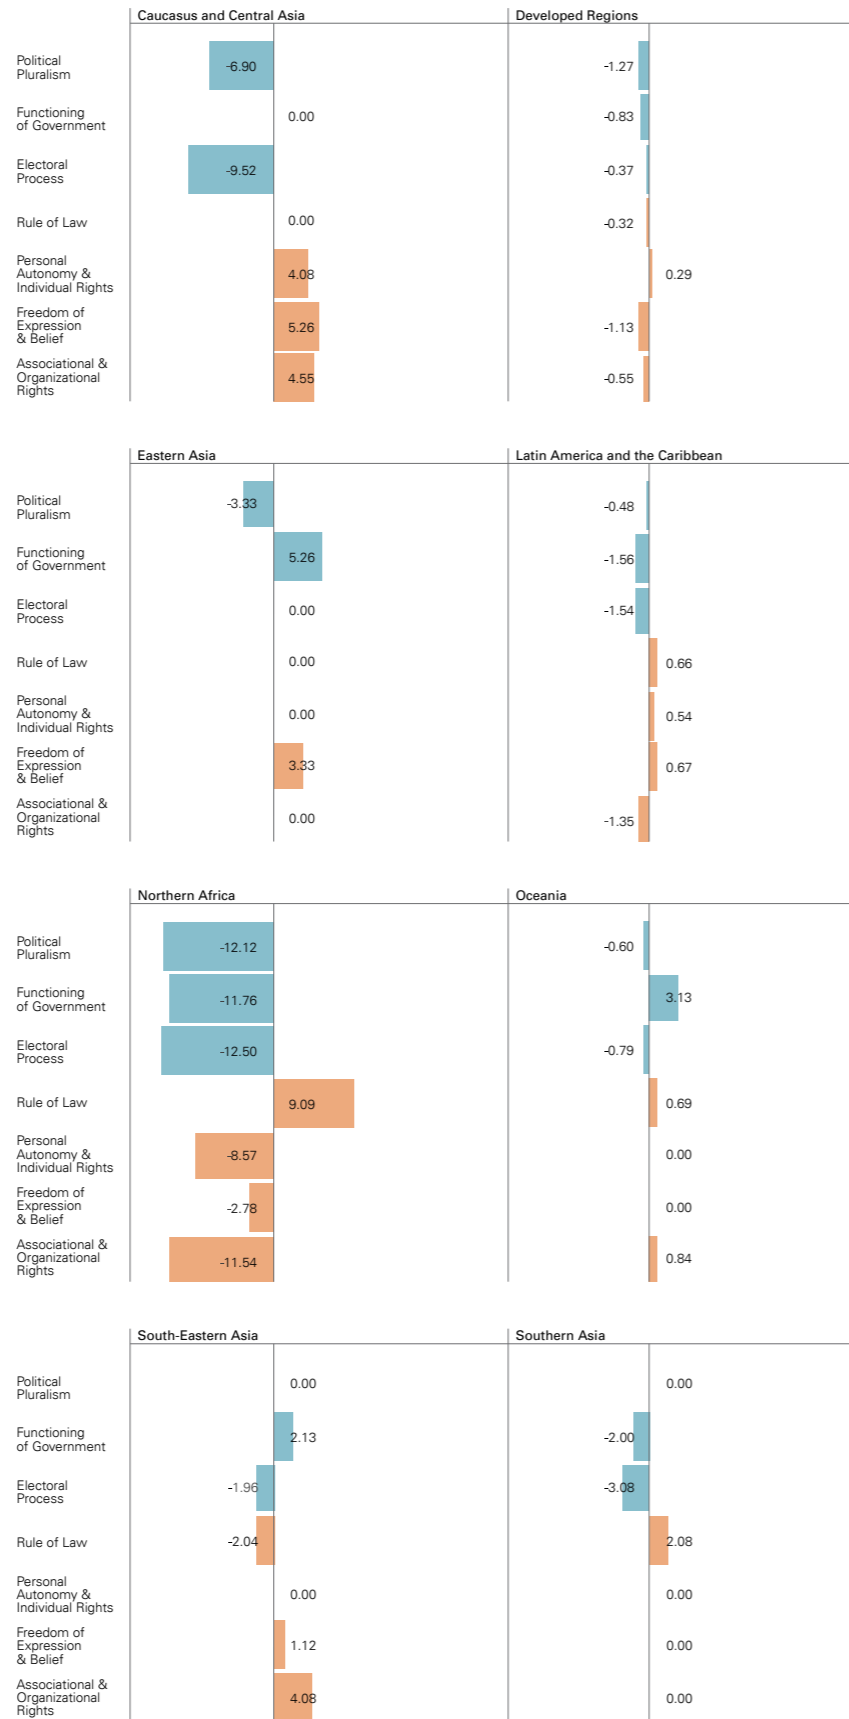 Caucasus and Central Asia
Developed Regions
Political
Pluralism
-6.90
-1.27
Functioning
of Government
0.00
-0.83
Electoral
Process
-9.52
-0.37
Rule of Law
0.00
-0.32
Personal
Autonomy &
Individual Rights
4.08
0.29
Freedom of
Expression
& Belief
5.26
-1.13
Associational &
Organizational
Rights
4.55
-0.55
Eastern Asia
Latin America and the Caribbean
Political
Pluralism
-3.33
-0.48
Functioning
of Government
5.26
-1.56
Electoral
Process
0.00
-1.54
Rule of Law
0.00
0.66
Personal
Autonomy &
Individual Rights
0.00
0.54
Freedom of
Expression
& Belief
3.33
0.67
Associational &
Organizational
Rights
0.00
-1.35
Northern Africa
Oceania
Political
Pluralism
-12.12
-0.60
Functioning
of Government
-11.76
3.13
Electoral
Process
-12.50
-0.79
Rule of Law
9.09
0.69
Personal
Autonomy &
Individual Rights
-8.57
0.00
Freedom of
Expression
& Belief
-2.78
0.00
Associational &
Organizational
Rights
-11.54
0.84
South-Eastern Asia
Southern Asia
Political
Pluralism
0.00
0.00
Functioning
of Government
2.13
-2.00
Electoral
Process
-1.96
-3.08
Rule of Law
-2.04
2.08
Personal
Autonomy &
Individual Rights
0.00
0.00
Freedom of
Expression
& Belief
1.12
0.00
Associational &
Organizational
Rights
4.08
0.00